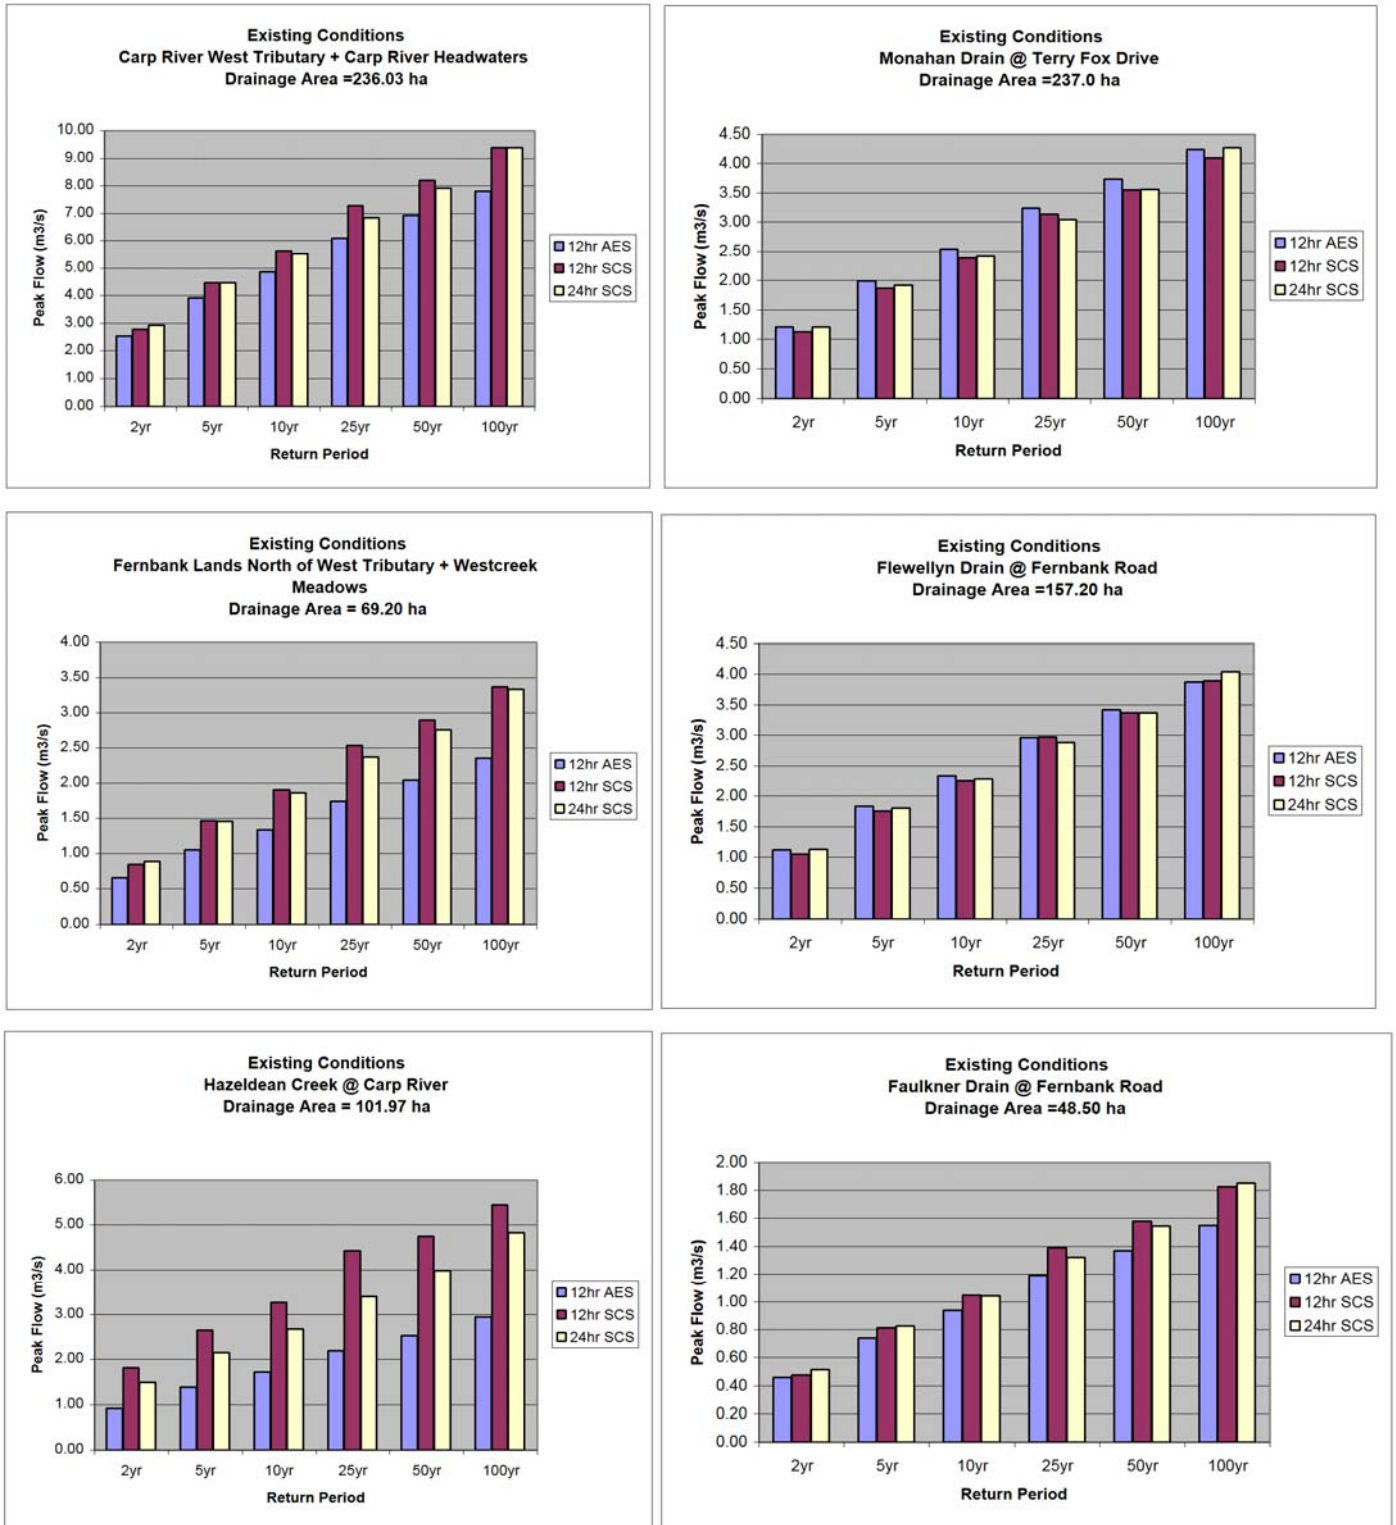 Existing Conditions
Carp River West Tributary + Carp River Headwaters
Drainage Area =236.03 ha
10.00
9.00
8.00
7.00
6.00
5.00
4.00
3.00
2.00
1.00
0.00
Peak Flow (m3/s)
2yr 5yr 10yr 25yr 50yr 100yr
Return Period
12hr AES
12hr SCS
24hr SCS
Existing Conditions
Monahan Drain @ Terry Fox Drive
Drainage Area =237.0 ha
4.50
4.00
3.50
3.00
2.50
2.00
1.50
1.00
0.50
0.00
Peak Flow (m3/s)
2yr 5yr 10yr 25yr 50yr 100yr
Return Period
12hr AES
12hr SCS
24hr SCS
Existing Conditions
Fernbank Lands North of West Tributary + Westcreek
Meadows
Drainage Area = 69.20 ha
4.00
3.50
3.00
2.50
2.00
1.50
1.00
0.50
0.00
Peak Flow (m3/s)
2yr 5yr 10yr 25yr 50yr 100yr
Return Period
12hr AES
12hr SCS
24hr SCS
Existing Conditions
Flewellyn Drain @ Fernbank Road
Drainage Area =157.20 ha
4.50
4.00
3.50
3.00
2.50
2.00
1.50
1.00
0.50
0.00
Peak Flow (m3/s)
2yr 5yr 10yr 25yr 50yr 100yr
Return Period
12hr AES
12hr SCS
24hr SCS
Existing Conditions
Hazeldean Creek @ Carp River
Drainage Area = 101.97 ha
6.00
5.00
4.00
3.00
2.00
1.00
0.00
Peak Flow (m3/s)
2yr 5yr 10yr 25yr 50yr 100yr
Return Period
12hr AES
12hr SCS
24hr SCS
Existing Conditions
Faulkner Drain @ Fernbank Road
Drainage Area =48.50 ha
2.00
1.80
1.60
1.40
1.20
1.00
0.80
0.60
0.40
0.20
0.00
Peak Flow (m3/s)
2yr 5yr 10yr 25yr 50yr 100yr
Return Period
12hr AES
12hr SCS
24hr SCS